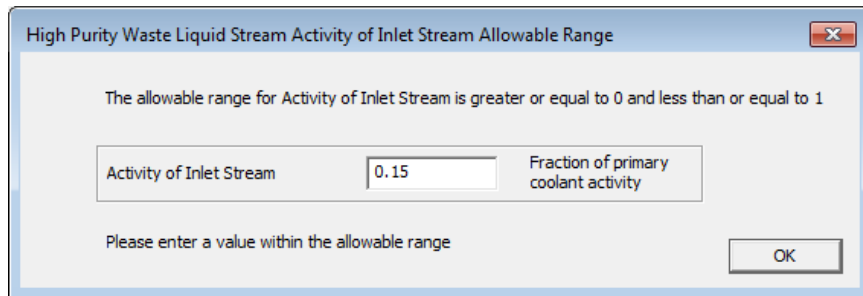 High Purity Waste Liquid Stream Activity of Inlet Stream Allowable Range
The allowable range for Activity of Inlet Stream is greater or equal to 0 and less than or equal to 1
Activity of Inlet Stream
0.15
Fraction of primary
coolant activity
Please enter a value within the allowable range
OK